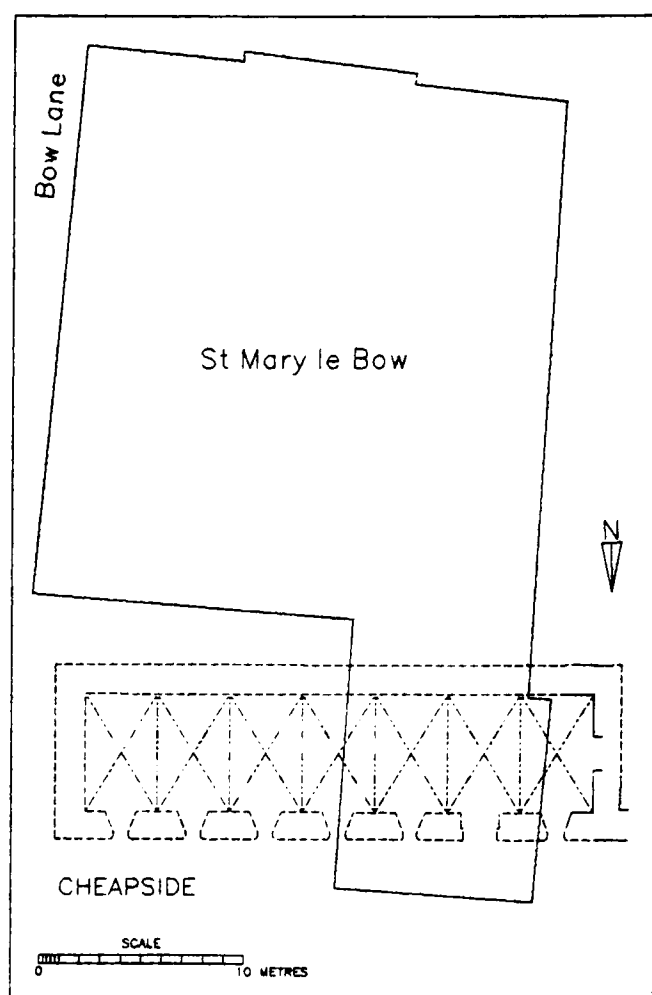 Bow Lane
St Mary le Bow
N
CHEAPSIDE
SCALE
0 10 METRES